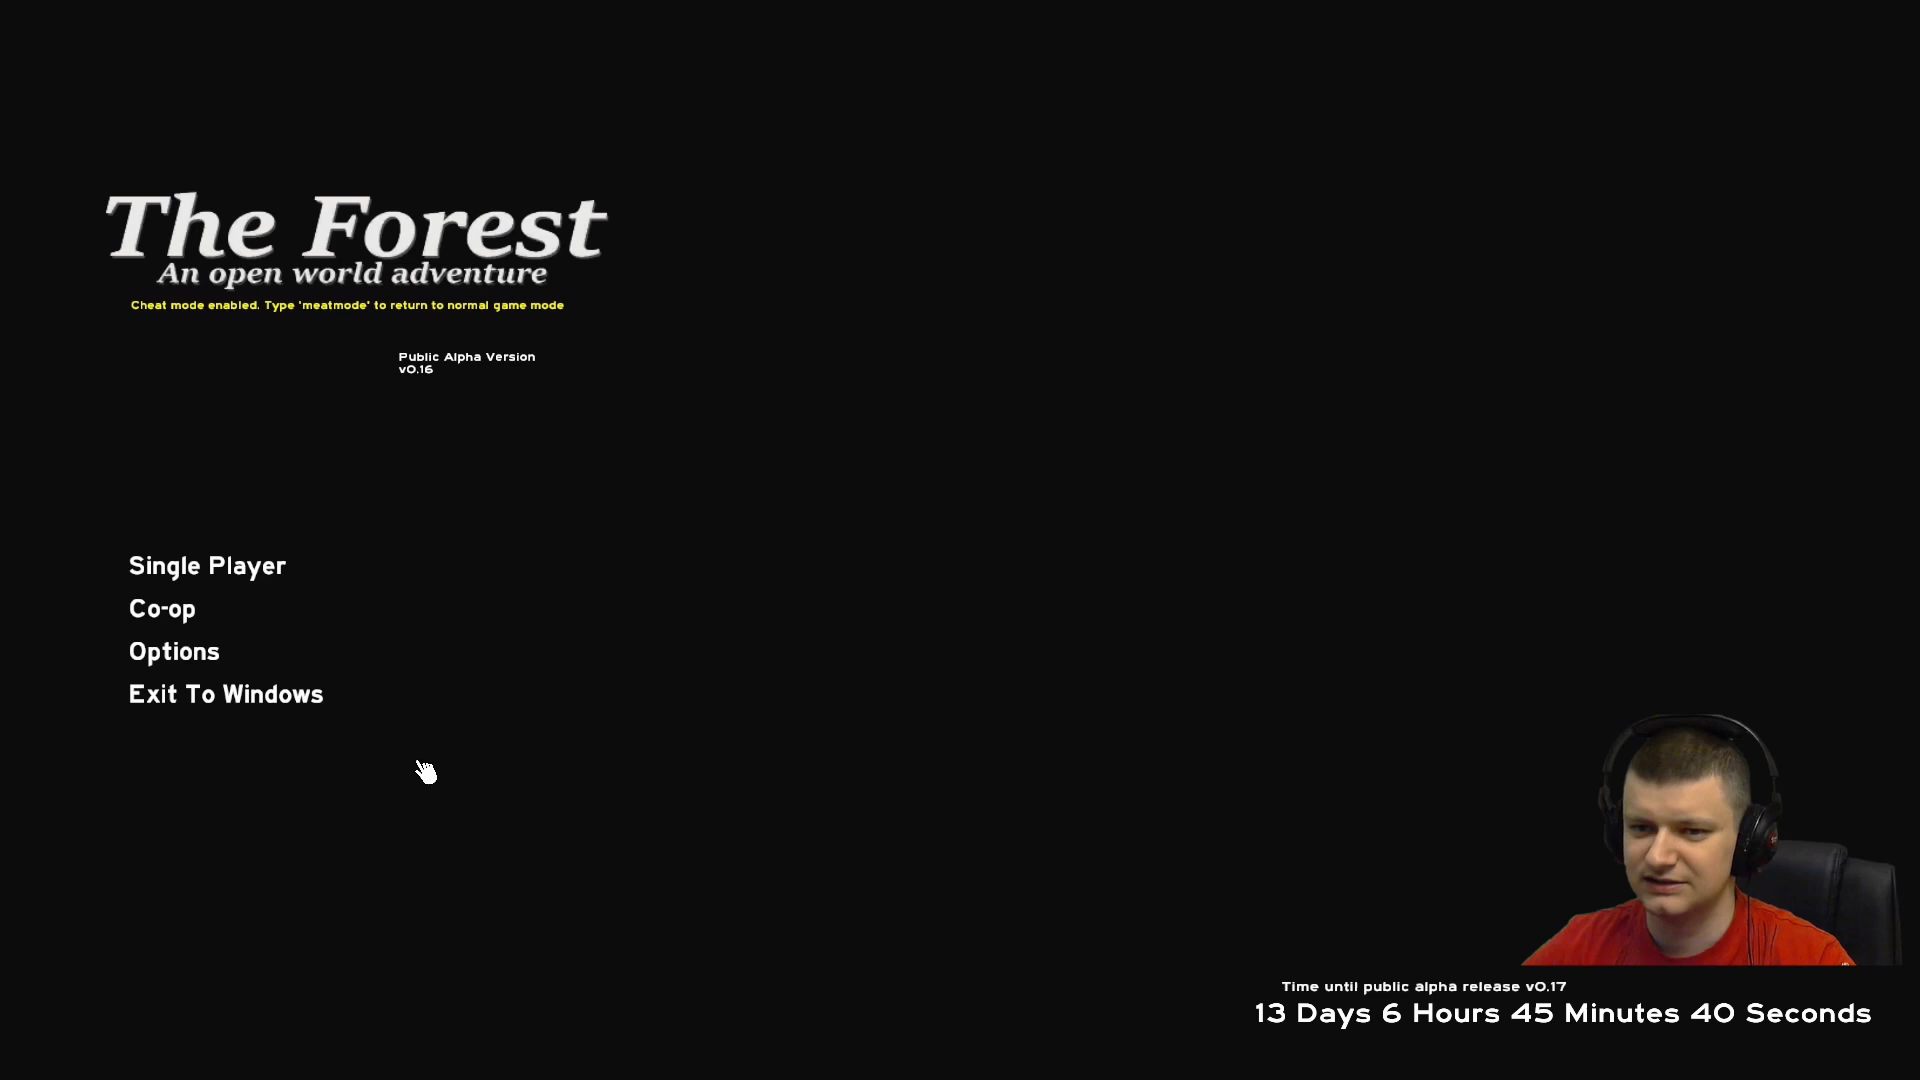 The Forest
An open world adventure
Cheat mode enabled. Type 'meatmode' to return to normal game mode
Public Alpha Version
v0.16
Single Player
Co-op
Options
Exit To Windows
Time until public alpha release v0.17
13 Days 6 Hours 45 Minutes 40 Seconds